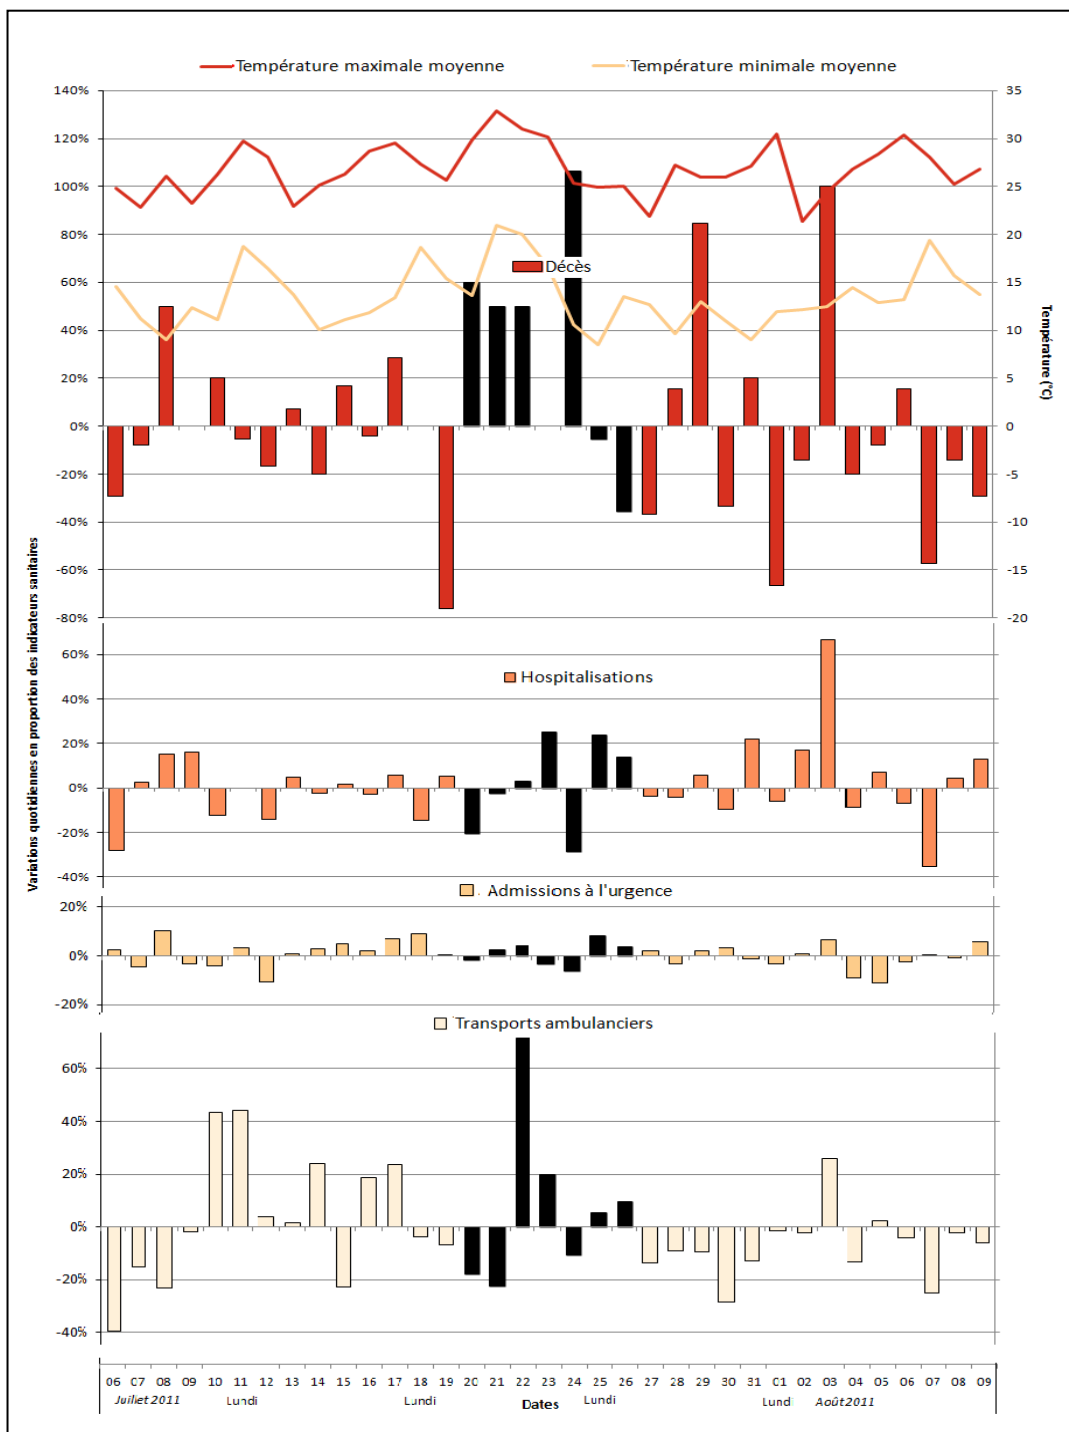 Température maximale moyenne Température minimale moyenne
140% 35
120% 30
100% 25
80% 20
Décès
60% 15
40% 10
20% 5
0% 0
-20% -5
-40% -10
-60% -15
-80% -20
Température (°C)
Variations quotidiennes en proportion des indicateurs sanitaires
60%
Hospitalisations
40%
20%
0%
-20%
-40%
Admissions à l'urgence
20%
0%
-20%
Transports ambulanciers
60%
40%
20%
0%
-20%
-40%
06 07 08 09 10 11 12 13 14 15 16 17 18 19 20 21 22 23 24 25 26 27 28 29 30 31 01 02 03 04 05 06 07 08 09
Juillet 2011 Lundi Lundi Lundi Lundi Août 2011
Dates